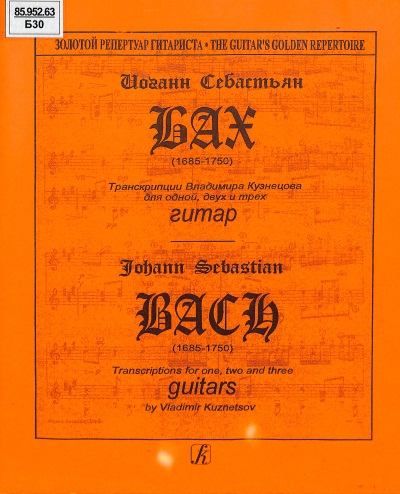 85.952.63
Б30
ЗОЛОТОЙ РЕПЕРТУАР ГИТАРИСТА • THE GUITAR'S GOLDEN REPERTOIRE
Иоганн Себастьян
БАХ
(1685-1750)
Транскрипции Владимира Кузнецова
для одной, двух и трех
гитар
Johann Sebastian
BACH
(1685-1750)
Transcriptions for one, two and three
guitars
by Vladimir Kuznetsov